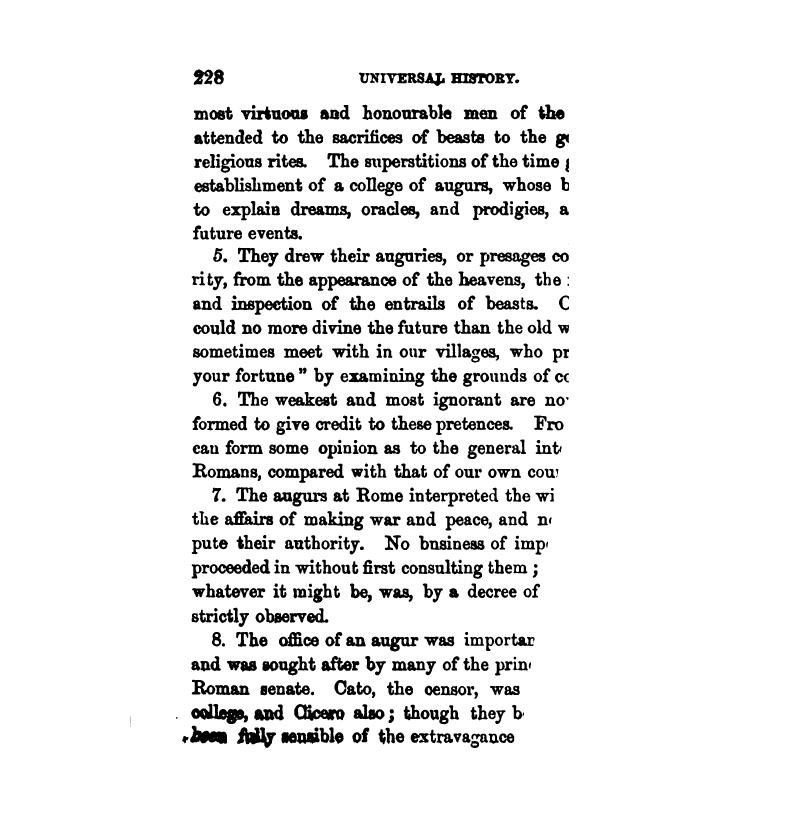 228 UNIVERSAL HISTORY.
most virtuous and honourable men of the
attended to the sacrifices of beasts to the
religious rites. The superstitions of the time
establishment of a college of augurs, whose
to explain dreams, oracles, and prodigies, a
future events.
5. They drew their auguries, or presages co
rity, from the appearance of the heavens, the
and inspection of the entrails of beasts.
could no more divine the future than the old w
sometimes meet with in our villages, who pr
your fortune" by examining the grounds of
6. The weakest and most ignorant are no
formed to give credit to these pretences. Fro
can form some opinion as to the general int
Romans, compared with that of our own cou
7. The augurs at Rome interpreted the wi
the affairs of making war and peace, and
pute their authority. No business of imp
proceeded in without first consulting them ;
whatever it might be, was, by a decree of
strictly observed.
8. The office of an augur was importan
and was sought after by many of the prin
Roman senate. Cato, the censor, was
college, and Cicero also ; though they b
been fully sensible of the extravagance